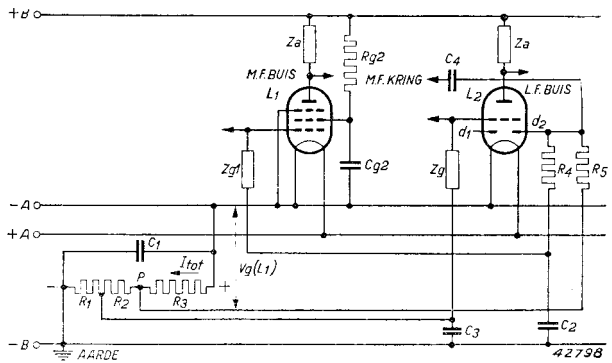 +B
Za
Rg2
C4
Za
M.F. BUIS
M.F. KRING
L1
L2
L.F. BUIS
d1
d2
Zg1
Cg2
Zg
R4
R5
-A
+A
C1
Itot
Vg(L1)
-
P
+
R1
R2
R3
C3
C2
-B
AARDE
42798